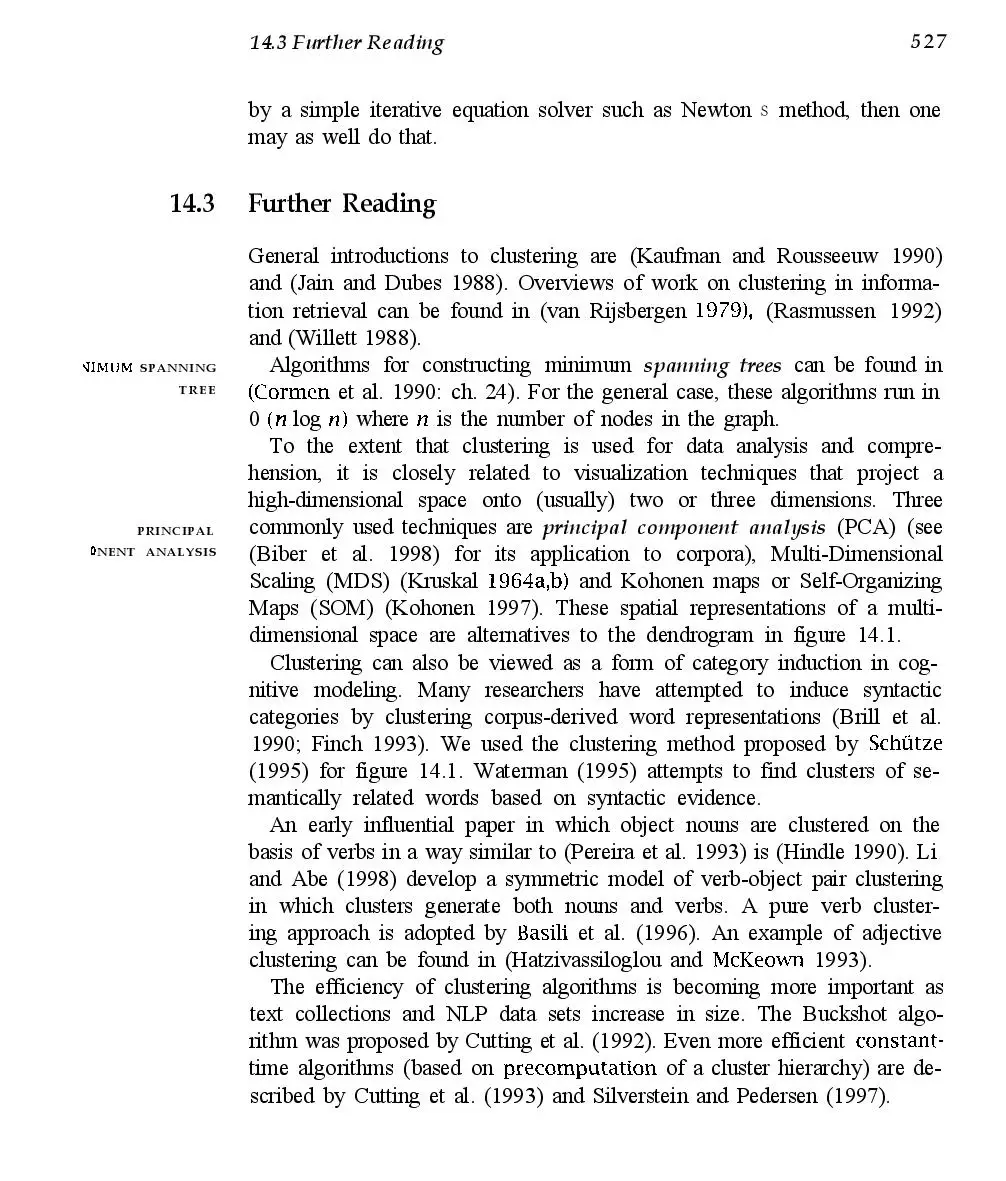 14.3 Further Reading 527
by a simple iterative equation solver such as Newton s method, then one
may as well do that.
14.3 Further Reading
General introductions to clustering are (Kaufman and Rousseeuw 1990)
and (Jain and Dubes 1988). Overviews of work on clustering in informa-
tion retrieval can be found in (van Rijsbergen 1979), (Rasmussen 1992)
and (Willett 1988).
NIMUM SPANNING
TREE
Algorithms for constructing minimum spanning trees can be found in
(Cormen et al. 1990: ch. 24). For the general case, these algorithms run in
0 (n log n) where n is the number of nodes in the graph.
To the extent that clustering is used for data analysis and compre-
hension, it is closely related to visualization techniques that project a
high-dimensional space onto (usually) two or three dimensions. Three
PRINCIPAL
ONENT ANALYSIS
commonly used techniques are principal component analysis (PCA) (see
(Biber et al. 1998) for its application to corpora), Multi-Dimensional
Scaling (MDS) (Kruskal 1964a,b) and Kohonen maps or Self-Organizing
Maps (SOM) (Kohonen 1997). These spatial representations of a multi-
dimensional space are alternatives to the dendrogram in figure 14.1.
Clustering can also be viewed as a form of category induction in cog-
nitive modeling. Many researchers have attempted to induce syntactic
categories by clustering corpus-derived word representations (Brill et al.
1990; Finch 1993). We used the clustering method proposed by Schütze
(1995) for figure 14.1. Waterman (1995) attempts to find clusters of se-
mantically related words based on syntactic evidence.
An early influential paper in which object nouns are clustered on the
basis of verbs in a way similar to (Pereira et al. 1993) is (Hindle 1990). Li
and Abe (1998) develop a symmetric model of verb-object pair clustering
in which clusters generate both nouns and verbs. A pure verb cluster-
ing approach is adopted by Basili et al. (1996). An example of adjective
clustering can be found in (Hatzivassiloglou and McKeown 1993).
The efficiency of clustering algorithms is becoming more important as
text collections and NLP data sets increase in size. The Buckshot algo-
rithm was proposed by Cutting et al. (1992). Even more efficient constant-
time algorithms (based on precomputation of a cluster hierarchy) are de-
scribed by Cutting et al. (1993) and Silverstein and Pedersen (1997).